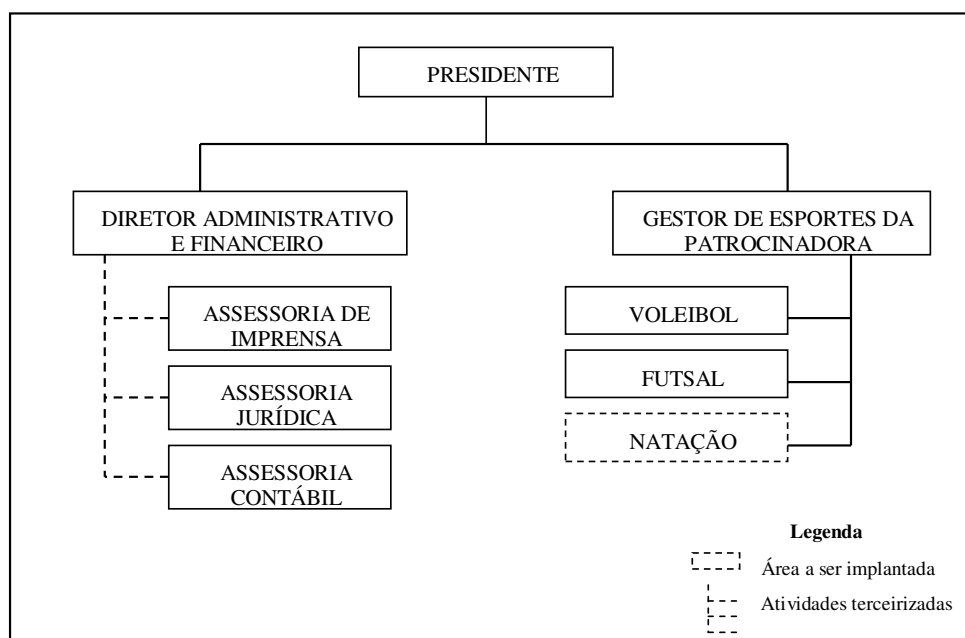 PRESIDENTE
DIRETOR ADMINISTRATIVO
E FINANCEIRO
GESTOR DE ESPORTES DA
PATROCINADORA
ASSESSORIA DE
IMPRENSA
ASSESSORIA
JURÍDICA
ASSESSORIA
CONTÁBIL
VOLEIBOL
FUTSAL
NATAÇÃO
Legenda
Área a ser implantada
Atividades terceirizadas